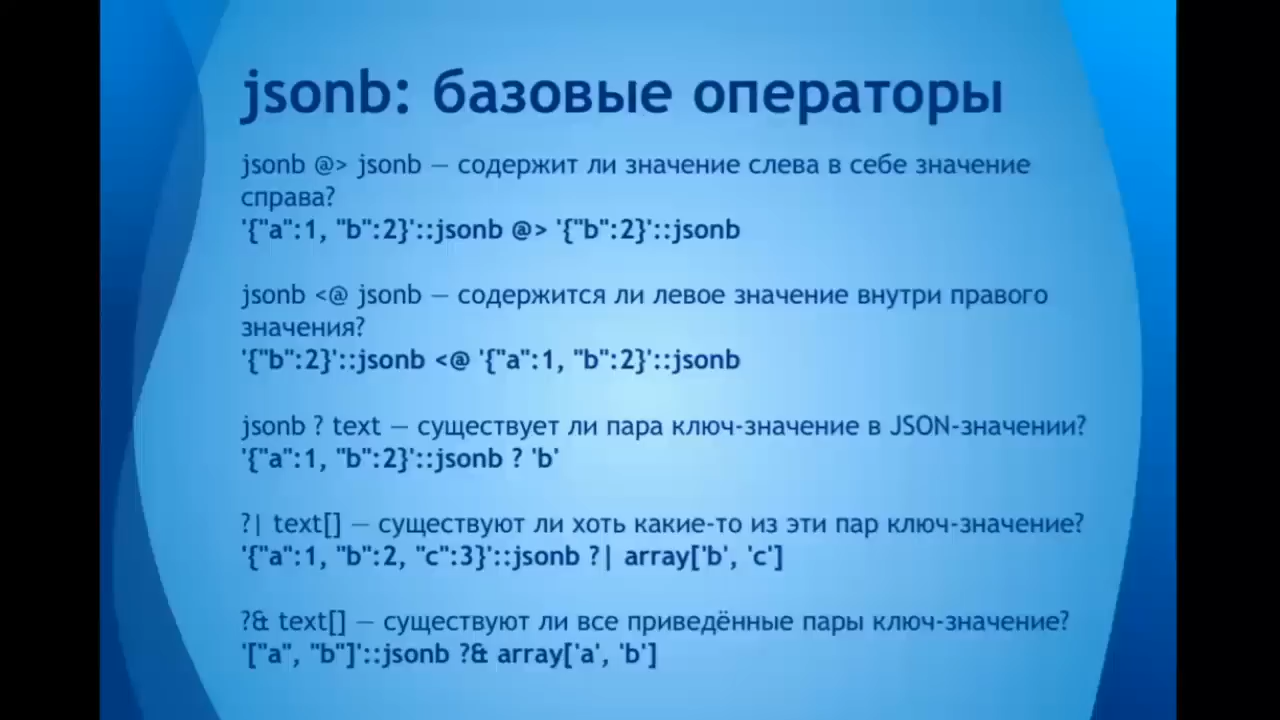 jsonb: базовые операторы
jsonb @> jsonb — содержит ли значение слева в себе значение
справа?
'{"a":1, "b":2}'::jsonb @> '{"b":2}'::jsonb
jsonb <@ jsonb — содержится ли левое значение внутри правого
значения?
'{"b":2}'::jsonb <@ '{"a":1, "b":2}'::jsonb
jsonb ? text — существует ли пара ключ-значение в JSON-значении?
'{"a":1, "b":2}'::jsonb ? 'b'
?| text[] — существуют ли хоть какие-то из эти пар ключ-значение?
'{"a":1, "b":2, "c":3}'::jsonb ?| array['b', 'c']
?& text[] — существуют ли все приведённые пары ключ-значение?
'["a", "b"]'::jsonb ?& array['a', 'b']